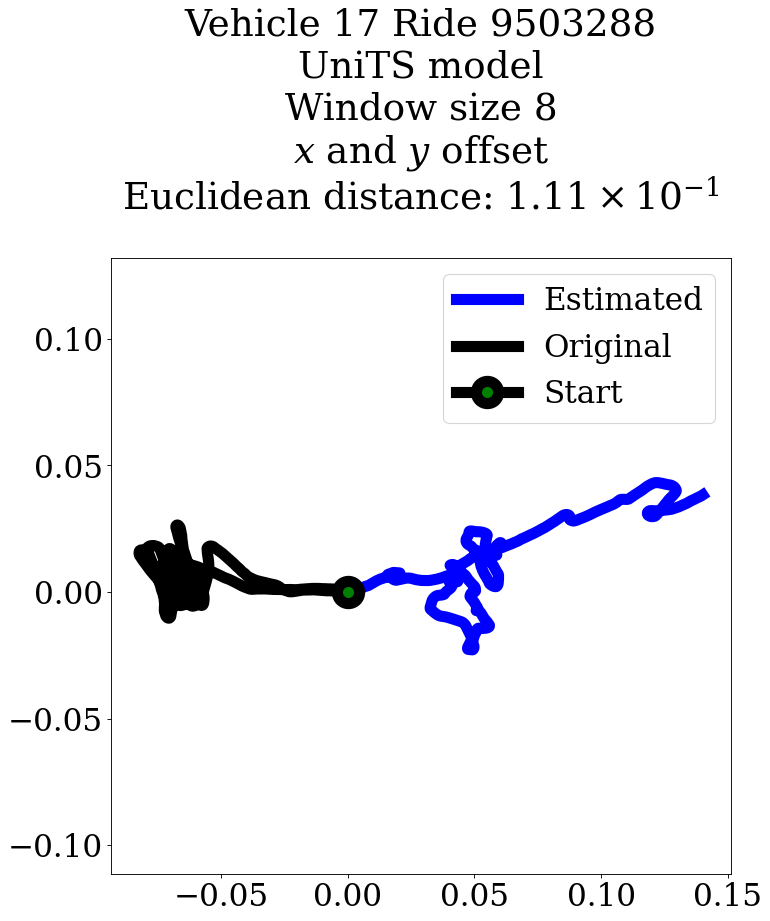 Vehicle 17 Ride 9503288
UniTS model
Window size 8
x and y offset
Euclidean distance: 1.11 × 10⁻¹
Estimated
Original
Start
0.10
0.05
0.00
−0.05
−0.10
−0.05 0.00 0.05 0.10 0.15